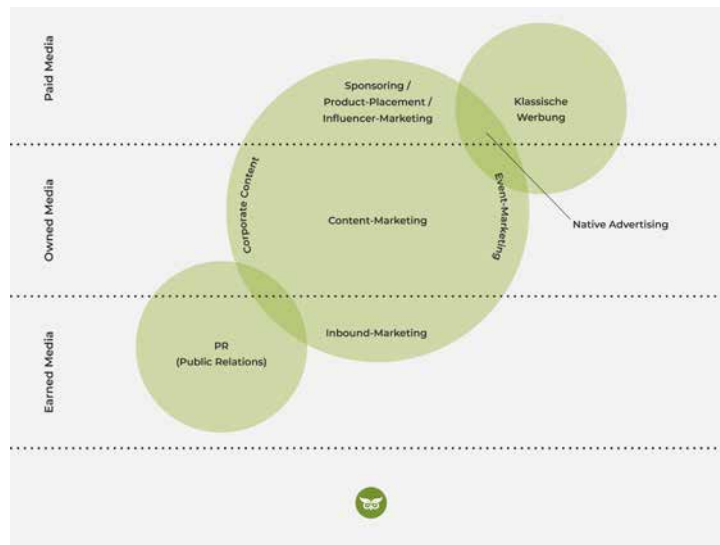 Paid Media
Sponsoring /
Product-Placement /
Influencer-Marketing
Klassische
Werbung
Owned Media
Corporate Content
Content-Marketing
Event-Marketing
Native Advertising
Earned Media
Inbound-Marketing
PR
(Public Relations)